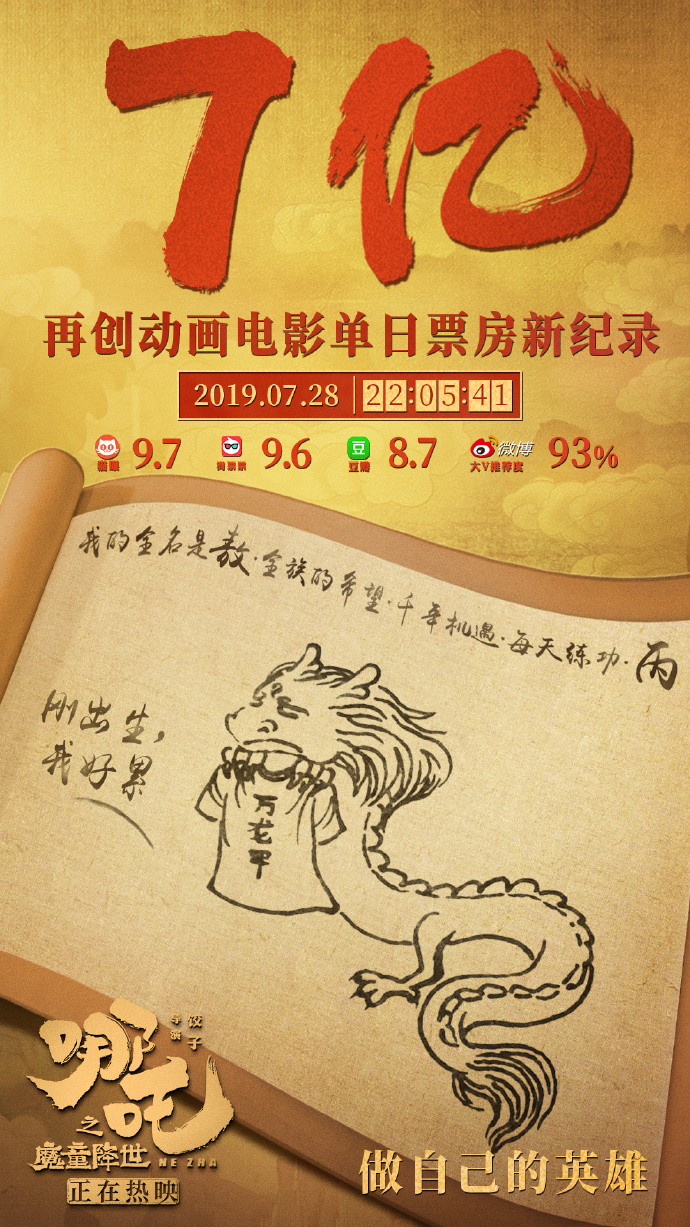 7亿
再创动画电影单日票房新纪录
2019.07.28 22:05:41
猫眼 9.7 淘票票 9.6 豆 豆瓣 8.7 微博 大V推荐度 93%
我的全名是敖·全族的希望·千年机遇·每天练功·丙
刚出生,
我好累
万龙甲
哪吒
之
魔童降世
NE ZHA
导演 饺子
正在热映
做自己的英雄